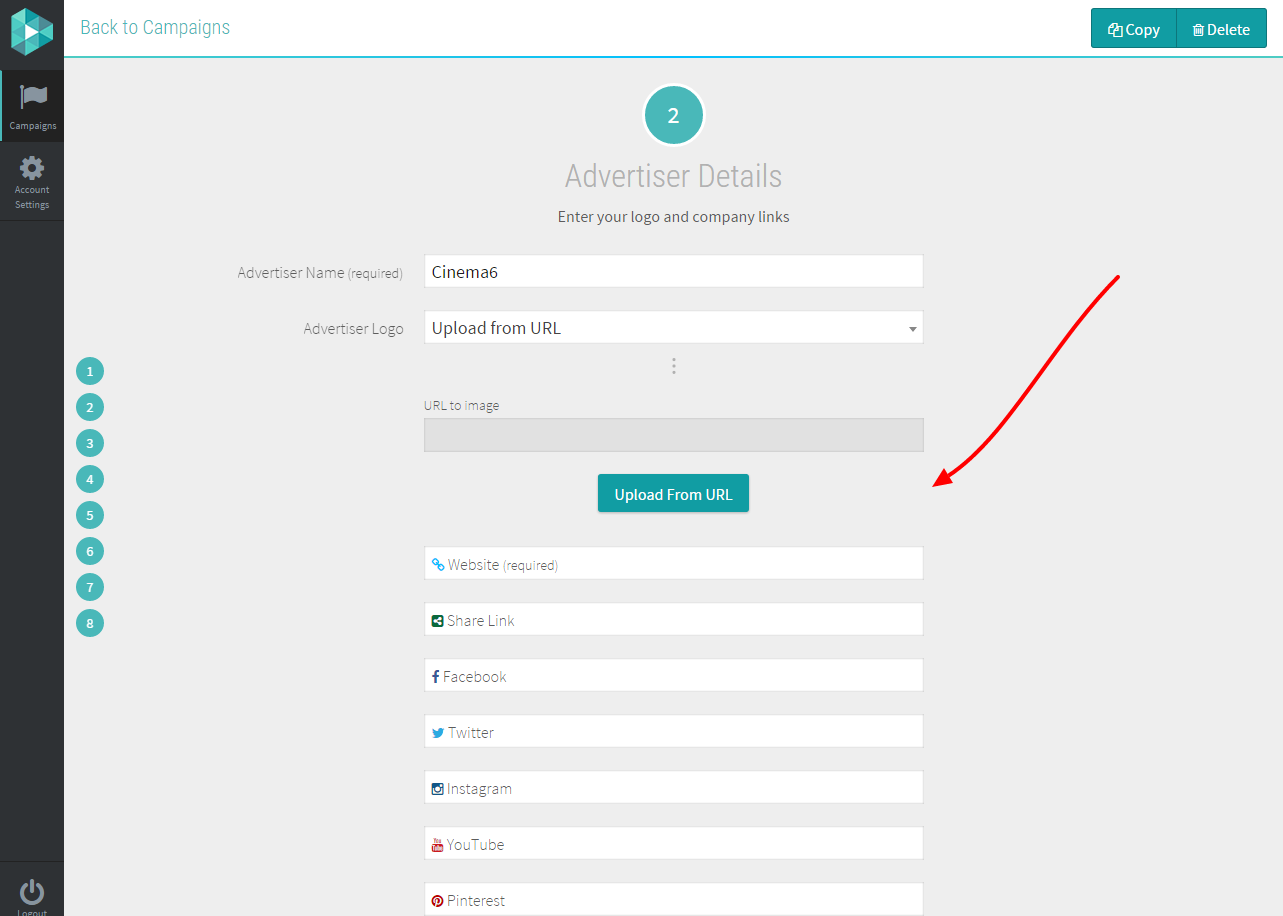 Back to Campaigns
Copy
Delete
Campaigns
Account
Settings
2
Advertiser Details
Enter your logo and company links
Advertiser Name (required)
Cinema6
Advertiser Logo
Upload from URL
1
2
3
4
5
6
7
8
URL to image
Upload From URL
Website (required)
Share Link
Facebook
Twitter
Instagram
You
Tube
YouTube
Pinterest
Logout